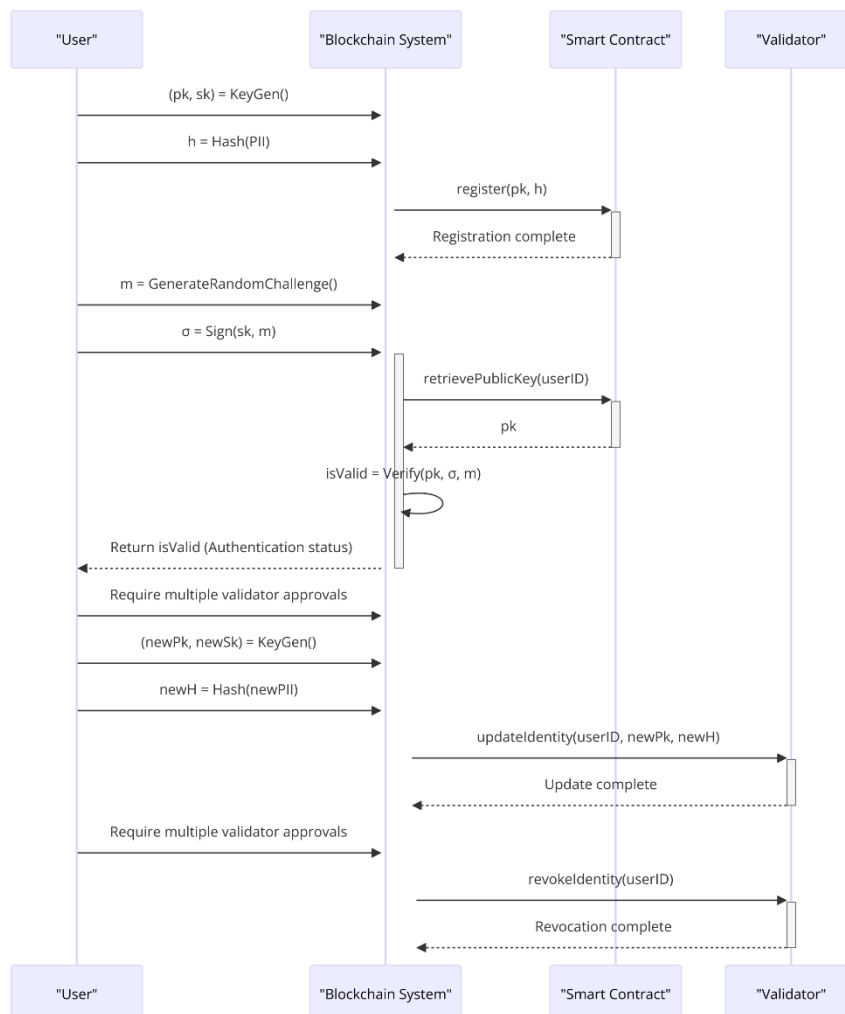 "User"
"Blockchain System"
"Smart Contract"
"Validator"
(pk, sk) = KeyGen()
h = Hash(PII)
register(pk, h)
Registration complete
m = GenerateRandomChallenge()
σ = Sign(sk, m)
retrievePublicKey(userID)
pk
isValid = Verify(pk, σ, m)
Return isValid (Authentication status)
Require multiple validator approvals
(newPk, newSk) = KeyGen()
newH = Hash(newPII)
updateIdentity(userID, newPk, newH)
Update complete
Require multiple validator approvals
revokeIdentity(userID)
Revocation complete
"User"
"Blockchain System"
"Smart Contract"
"Validator"